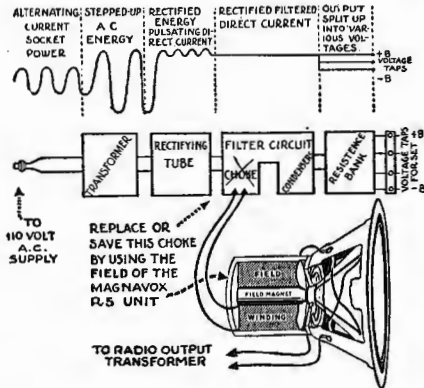 ALTERNATING
CURRENT
SOCKET
POWER
STEPPED-UP
A C
ENERGY
RECTIFIED
ENERGY
PULSATING DI-
RECT CURRENT
RECTIFIED FILTERED
DIRECT CURRENT
OUTPUT
SPLIT UP
INTO VAR-
IOUS VOL-
TAGES.
+B
VOLTAGE
TAPS
-B
TRANSFORMER
RECTIFYING
TUBE
FILTER CIRCUIT
CHOKE
CONDENSER
RESISTENCE
BANK
+B
VOLTAGE TAPS
FOR SET
TO
110 VOLT
A.C.
SUPPLY
REPLACE OR
SAVE THIS CHOKE
BY USING THE
FIELD OF THE
MAGNAVOX
R5 UNIT
FIELD
FIELD MAGNET
WINDING
TO RADIO OUTPUT
TRANSFORMER